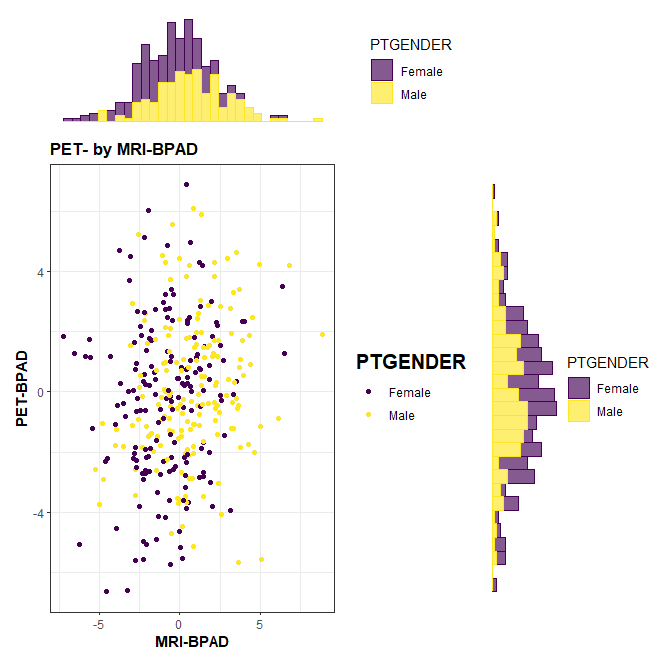 PTGENDER
Female
Male
PET- by MRI-BPAD
PET-BPAD
4
0
-4
-5
0
5
MRI-BPAD
PTGENDER
Female
Male
PTGENDER
Female
Male